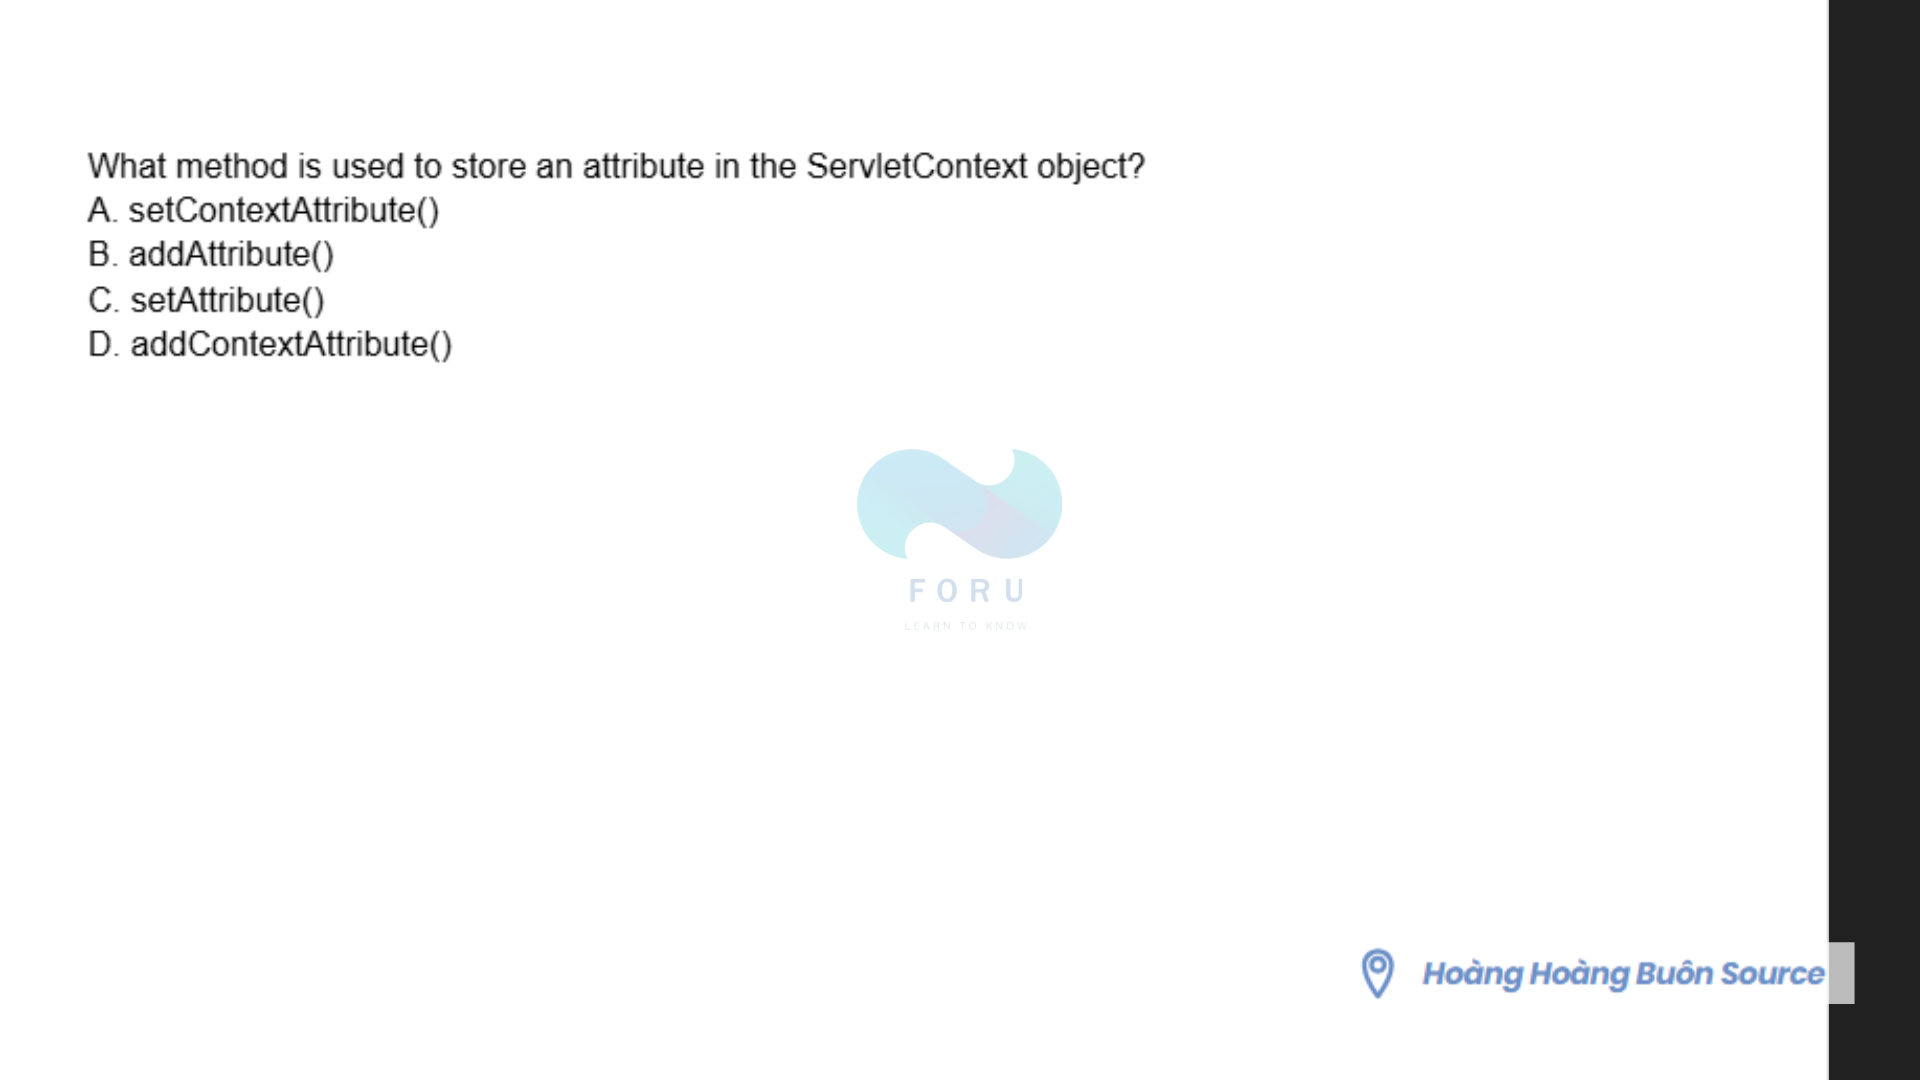 What method is used to store an attribute in the ServletContext object?
A. setContextAttribute()
B. addAttribute()
C. setAttribute()
D. addContextAttribute()
FORU
LEARN TO KNOW
Hoàng Hoàng Buôn Source